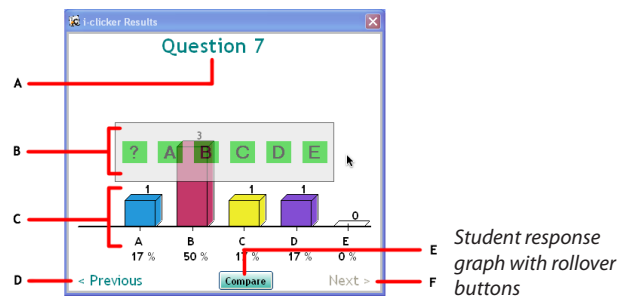 i-clicker Results
Question 7
A
3
B
? A B C D E
C
1 1 1 0
A B C D E
17 % 50 % 17 % 17 % 0 %
D
< Previous Compare Next >
E
F
Student response
graph with rollover
buttons